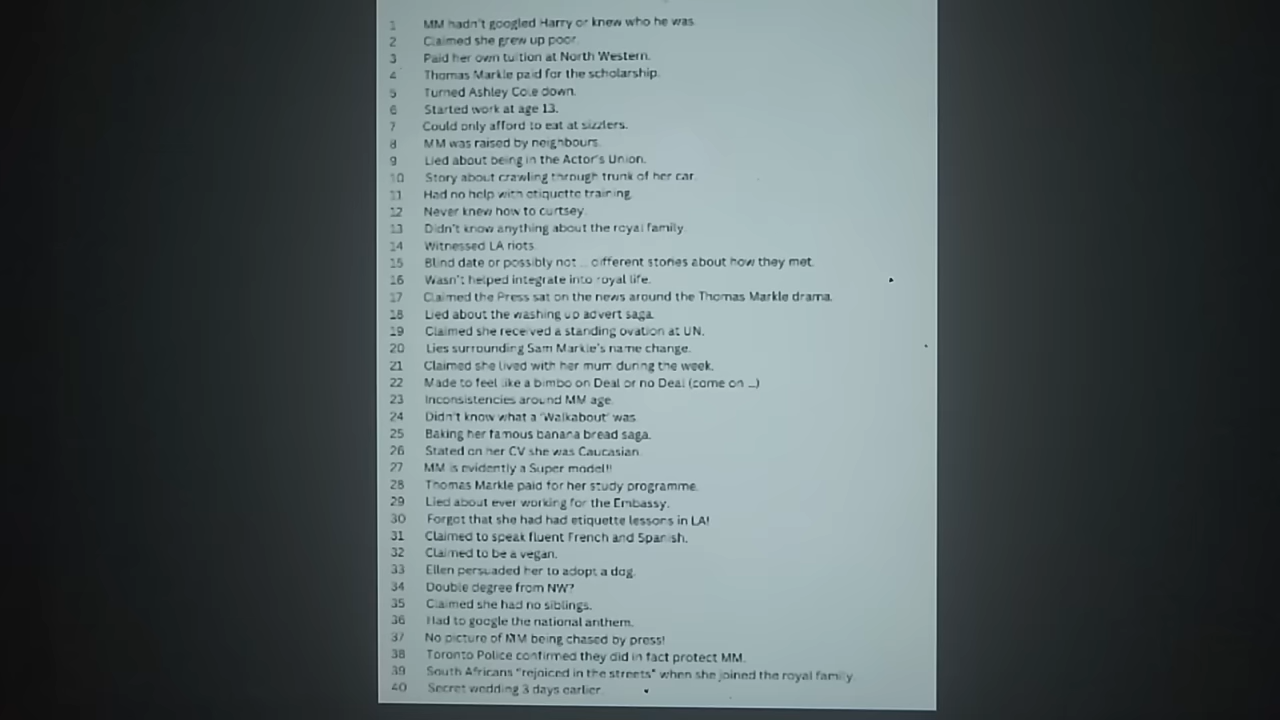 1 MM hadn't googled Harry or knew who he was.
2 Claimed she grew up poor.
3 Paid her own tuition at North Western.
4 Thomas Markle paid for the scholarship.
5 Turned Ashley Cole down.
6 Started work at age 13.
7 Could only afford to eat at sizzlers.
8 MM was raised by neighbours.
9 Lied about being in the Actor's Union.
10 Story about crawling through trunk of her car.
11 Had no help with etiquette training.
12 Never knew how to curtsey.
13 Didn't know anything about the royal family.
14 Witnessed LA riots.
15 Blind date or possibly not ... different stories about how they met.
16 Wasn't helped integrate into royal life.
17 Claimed the Press sat on the news around the Thomas Markle drama.
18 Lied about the washing up advert saga.
19 Claimed she received a standing ovation at UN.
20 Lies surrounding Sam Markle's name change.
21 Claimed she lived with her mum during the week.
22 Made to feel like a bimbo on Deal or no Deal (come on ...)
23 Inconsistencies around MM age.
24 Didn't know what a 'Walkabout' was.
25 Baking her famous banana bread saga.
26 Stated on her CV she was Caucasian.
27 MM is evidently a Super model!!
28 Thomas Markle paid for her study programme.
29 Lied about ever working for the Embassy.
30 Forgot that she had had etiquette lessons in LA!
31 Claimed to speak fluent French and Spanish.
32 Claimed to be a vegan.
33 Ellen persuaded her to adopt a dog.
34 Double degree from NW?
35 Claimed she had no siblings.
36 Had to google the national anthem.
37 No picture of MM being chased by press!
38 Toronto Police confirmed they did in fact protect MM.
39 South Africans "rejoiced in the streets" when she joined the royal family.
40 Secret wedding 3 days earlier.